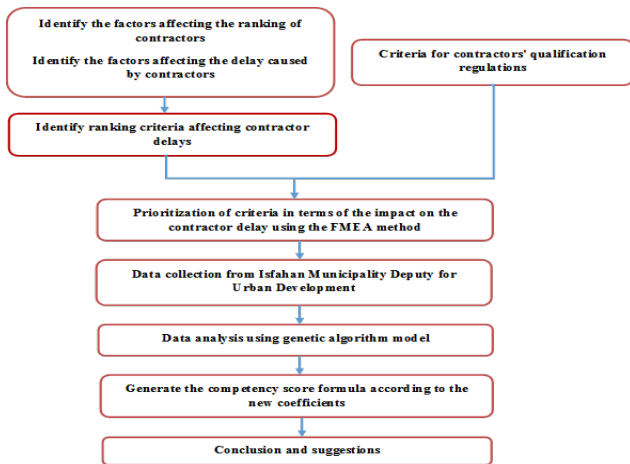 Identify the factors affecting the ranking of
contractors
Identify the factors affecting the delay caused
by contractors
Criteria for contractors' qualification
regulations
Identify ranking criteria affecting contractor
delays
Prioritization of criteria in terms of the impact on the
contractor delay using the FMEA method
Data collection from Isfahan Municipality Deputy for
Urban Development
Data analysis using genetic algorithm model
Generate the competency score formula according to the
new coefficients
Conclusion and suggestions